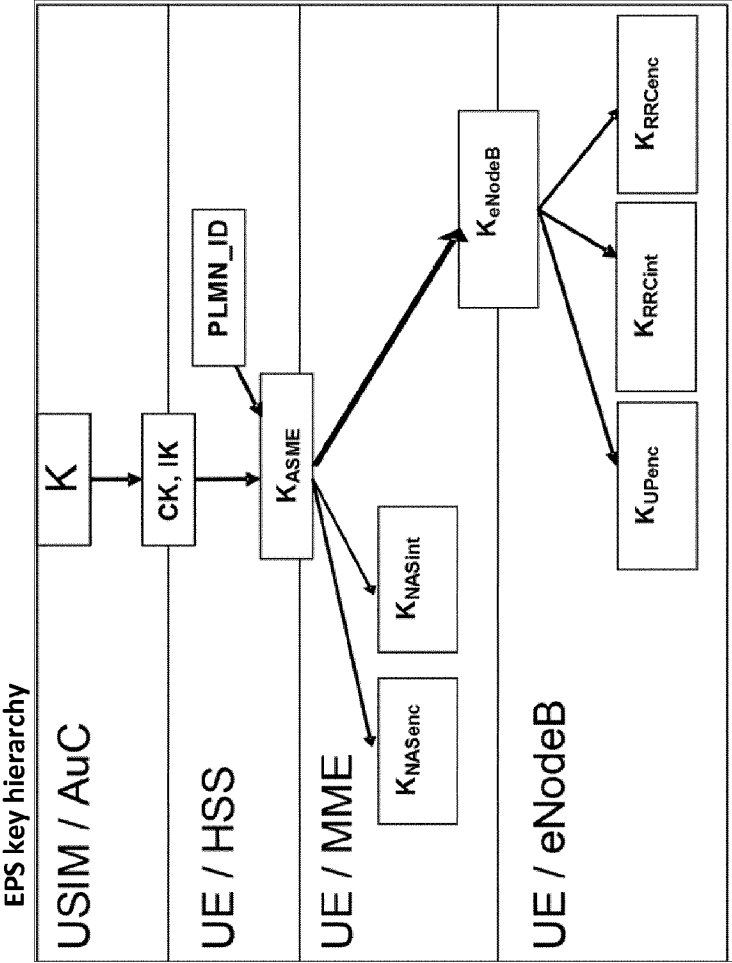 EPS key hierarchy
USIM / AuC
K
UE / HSS
CK, IK
PLMN_ID
UE / MME
KASME
KNASenc
KNASint
UE / eNodeB
KeNodeB
KUPenc
KRRCint
KRRCenc